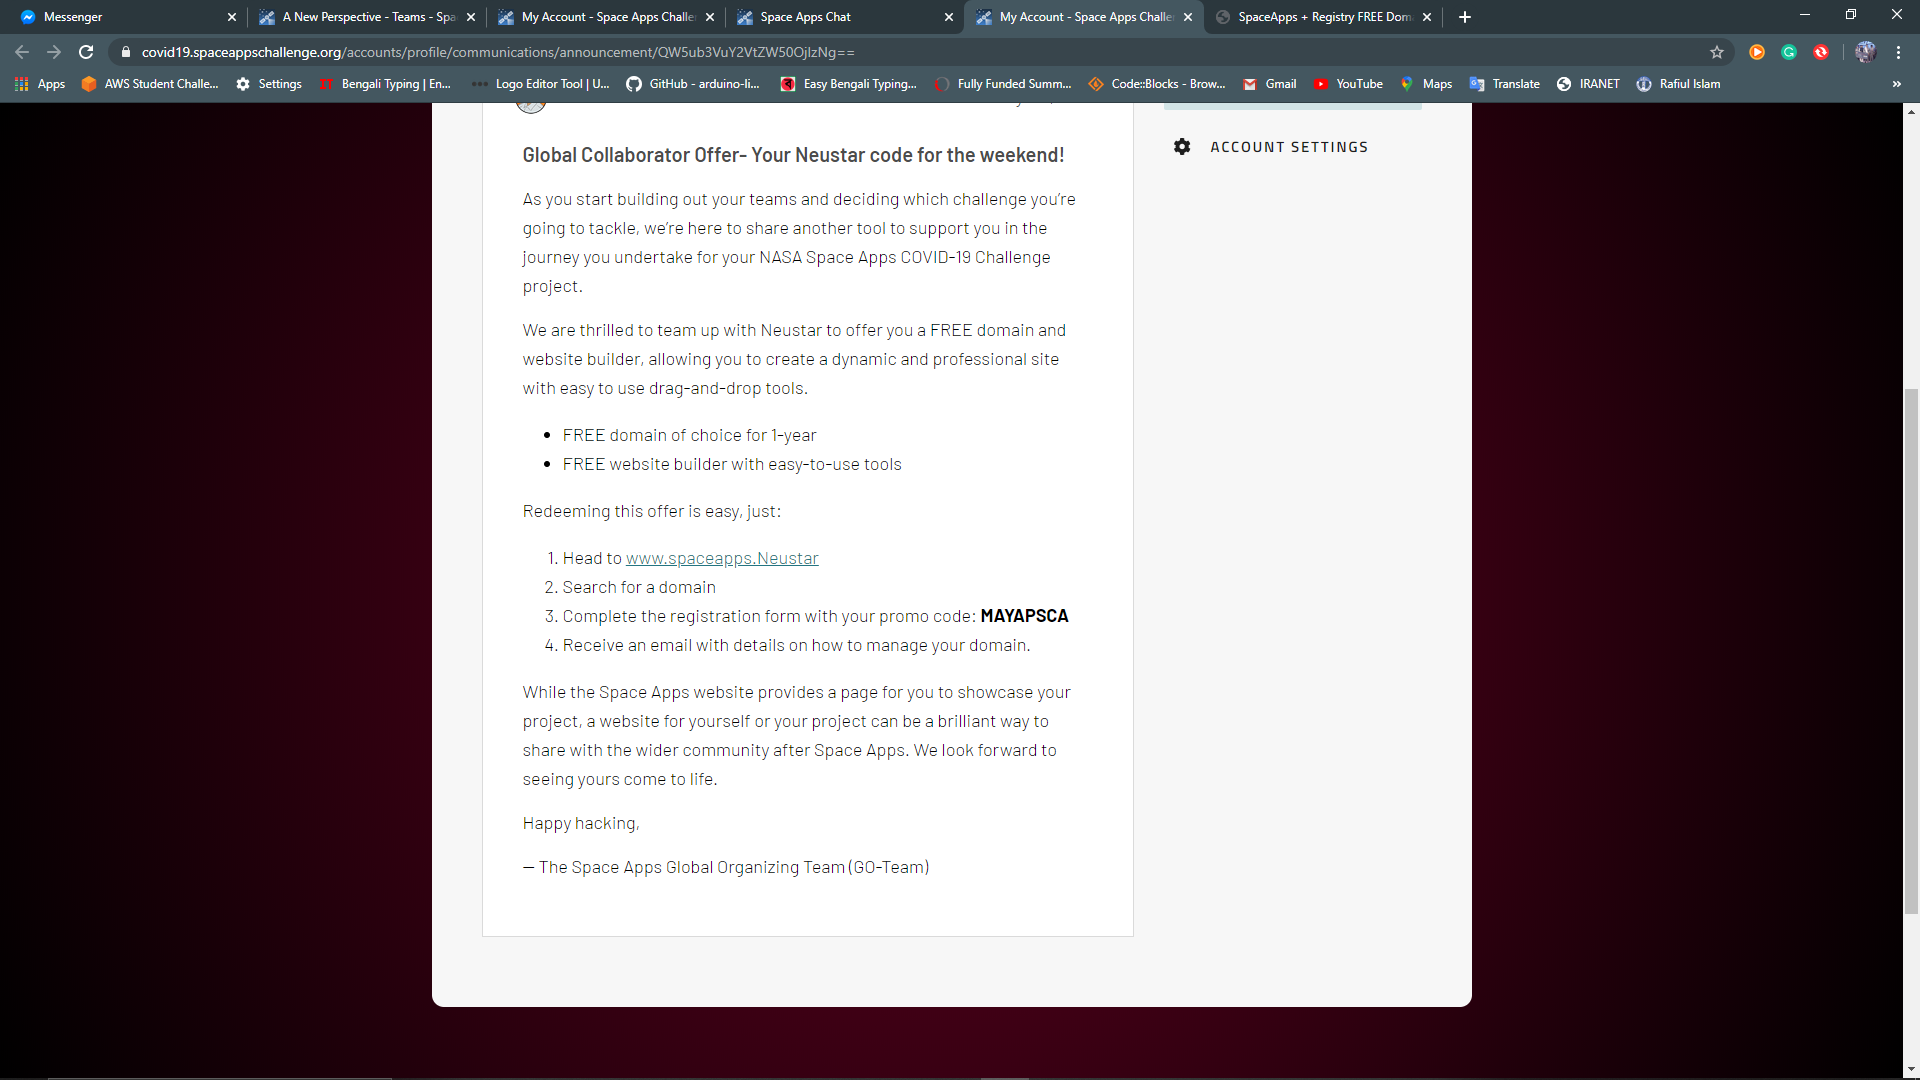 Messenger
A New Perspective - Teams - Spa
My Account - Space Apps Challe
Space Apps Chat
My Account - Space Apps Challe
SpaceApps + Registry FREE Dom
covid19.spaceappschallenge.org/accounts/profile/communications/announcement/QW5ub3VuY2VtZW50OjIzNg==
Apps
AWS Student Challe...
Settings
Bengali Typing | En...
Logo Editor Tool | U...
GitHub - arduino-li...
Easy Bengali Typing...
Fully Funded Summ...
Code::Blocks - Brow...
Gmail
YouTube
Maps
Translate
IRANET
Rafiul Islam
»
ACCOUNT SETTINGS
Global Collaborator Offer- Your Neustar code for the weekend!
As you start building out your teams and deciding which challenge you're
going to tackle, we're here to share another tool to support you in the
journey you undertake for your NASA Space Apps COVID-19 Challenge
project.
We are thrilled to team up with Neustar to offer you a FREE domain and
website builder, allowing you to create a dynamic and professional site
with easy to use drag-and-drop tools.
• FREE domain of choice for 1-year
• FREE website builder with easy-to-use tools
Redeeming this offer is easy, just:
1. Head to www.spaceapps.Neustar
2. Search for a domain
3. Complete the registration form with your promo code: MAYAPSCA
4. Receive an email with details on how to manage your domain.
While the Space Apps website provides a page for you to showcase your
project, a website for yourself or your project can be a brilliant way to
share with the wider community after Space Apps. We look forward to
seeing yours come to life.
Happy hacking,
— The Space Apps Global Organizing Team (GO-Team)